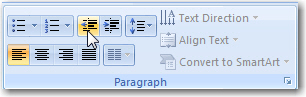 Text Direction
Align Text
Convert to SmartArt
Paragraph